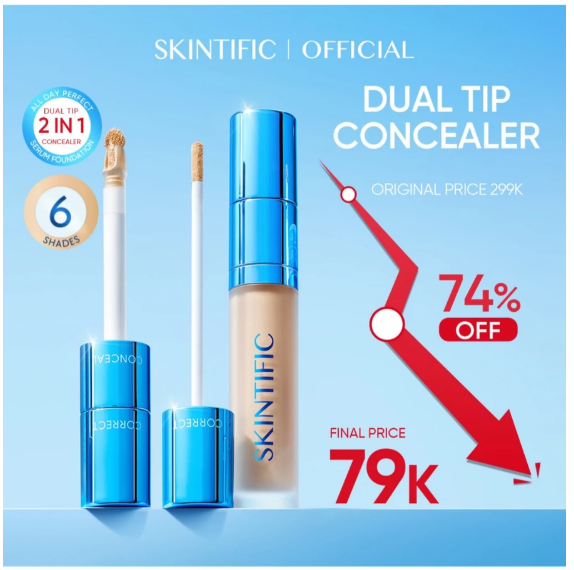 SKINTIFIC | OFFICIAL
DUAL TIP
CONCEALER
ALL DAY PERFECT
DUAL TIP
2 IN 1
CONCEALER
SERUM FOUNDATION
6
SHADES
ORIGINAL PRICE 299K
74%
OFF
FINAL PRICE
79K
CONCEAL
CORRECT
CORRECT
SKINTIFIC